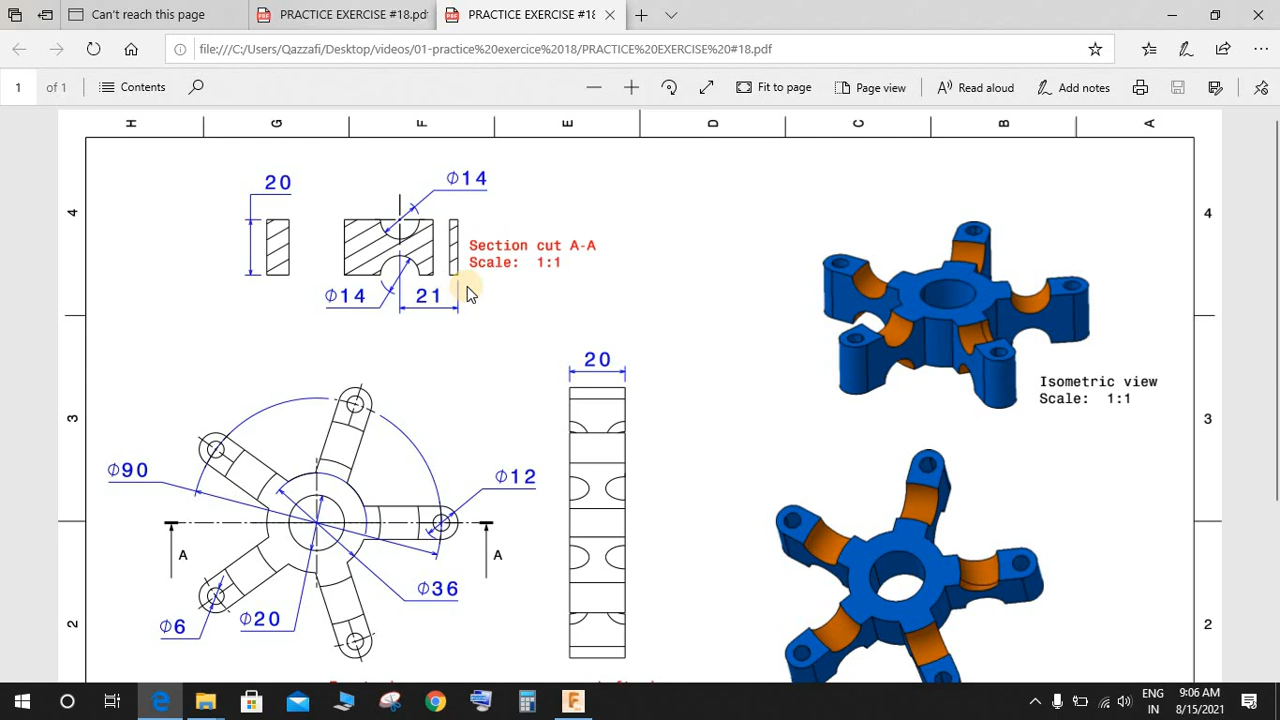 Can't reach this page
PRACTICE EXERCISE #18.pdf
PRACTICE EXERCISE #18
file:///C:/Users/Qazzafi/Desktop/videos/01-practice%20exercice%2018/PRACTICE%20EXERCISE%20#18.pdf
1 of 1
Contents
Fit to page
Page view
Read aloud
Add notes
H G F E D C B A
4
4
20
Φ14
Section cut A-A
Scale: 1:1
Φ14
21
20
Isometric view
Scale: 1:1
3
3
Φ90
Φ12
A
A
Φ36
Φ20
Φ6
2
2
ENG
IN
9:06 AM
8/15/2021